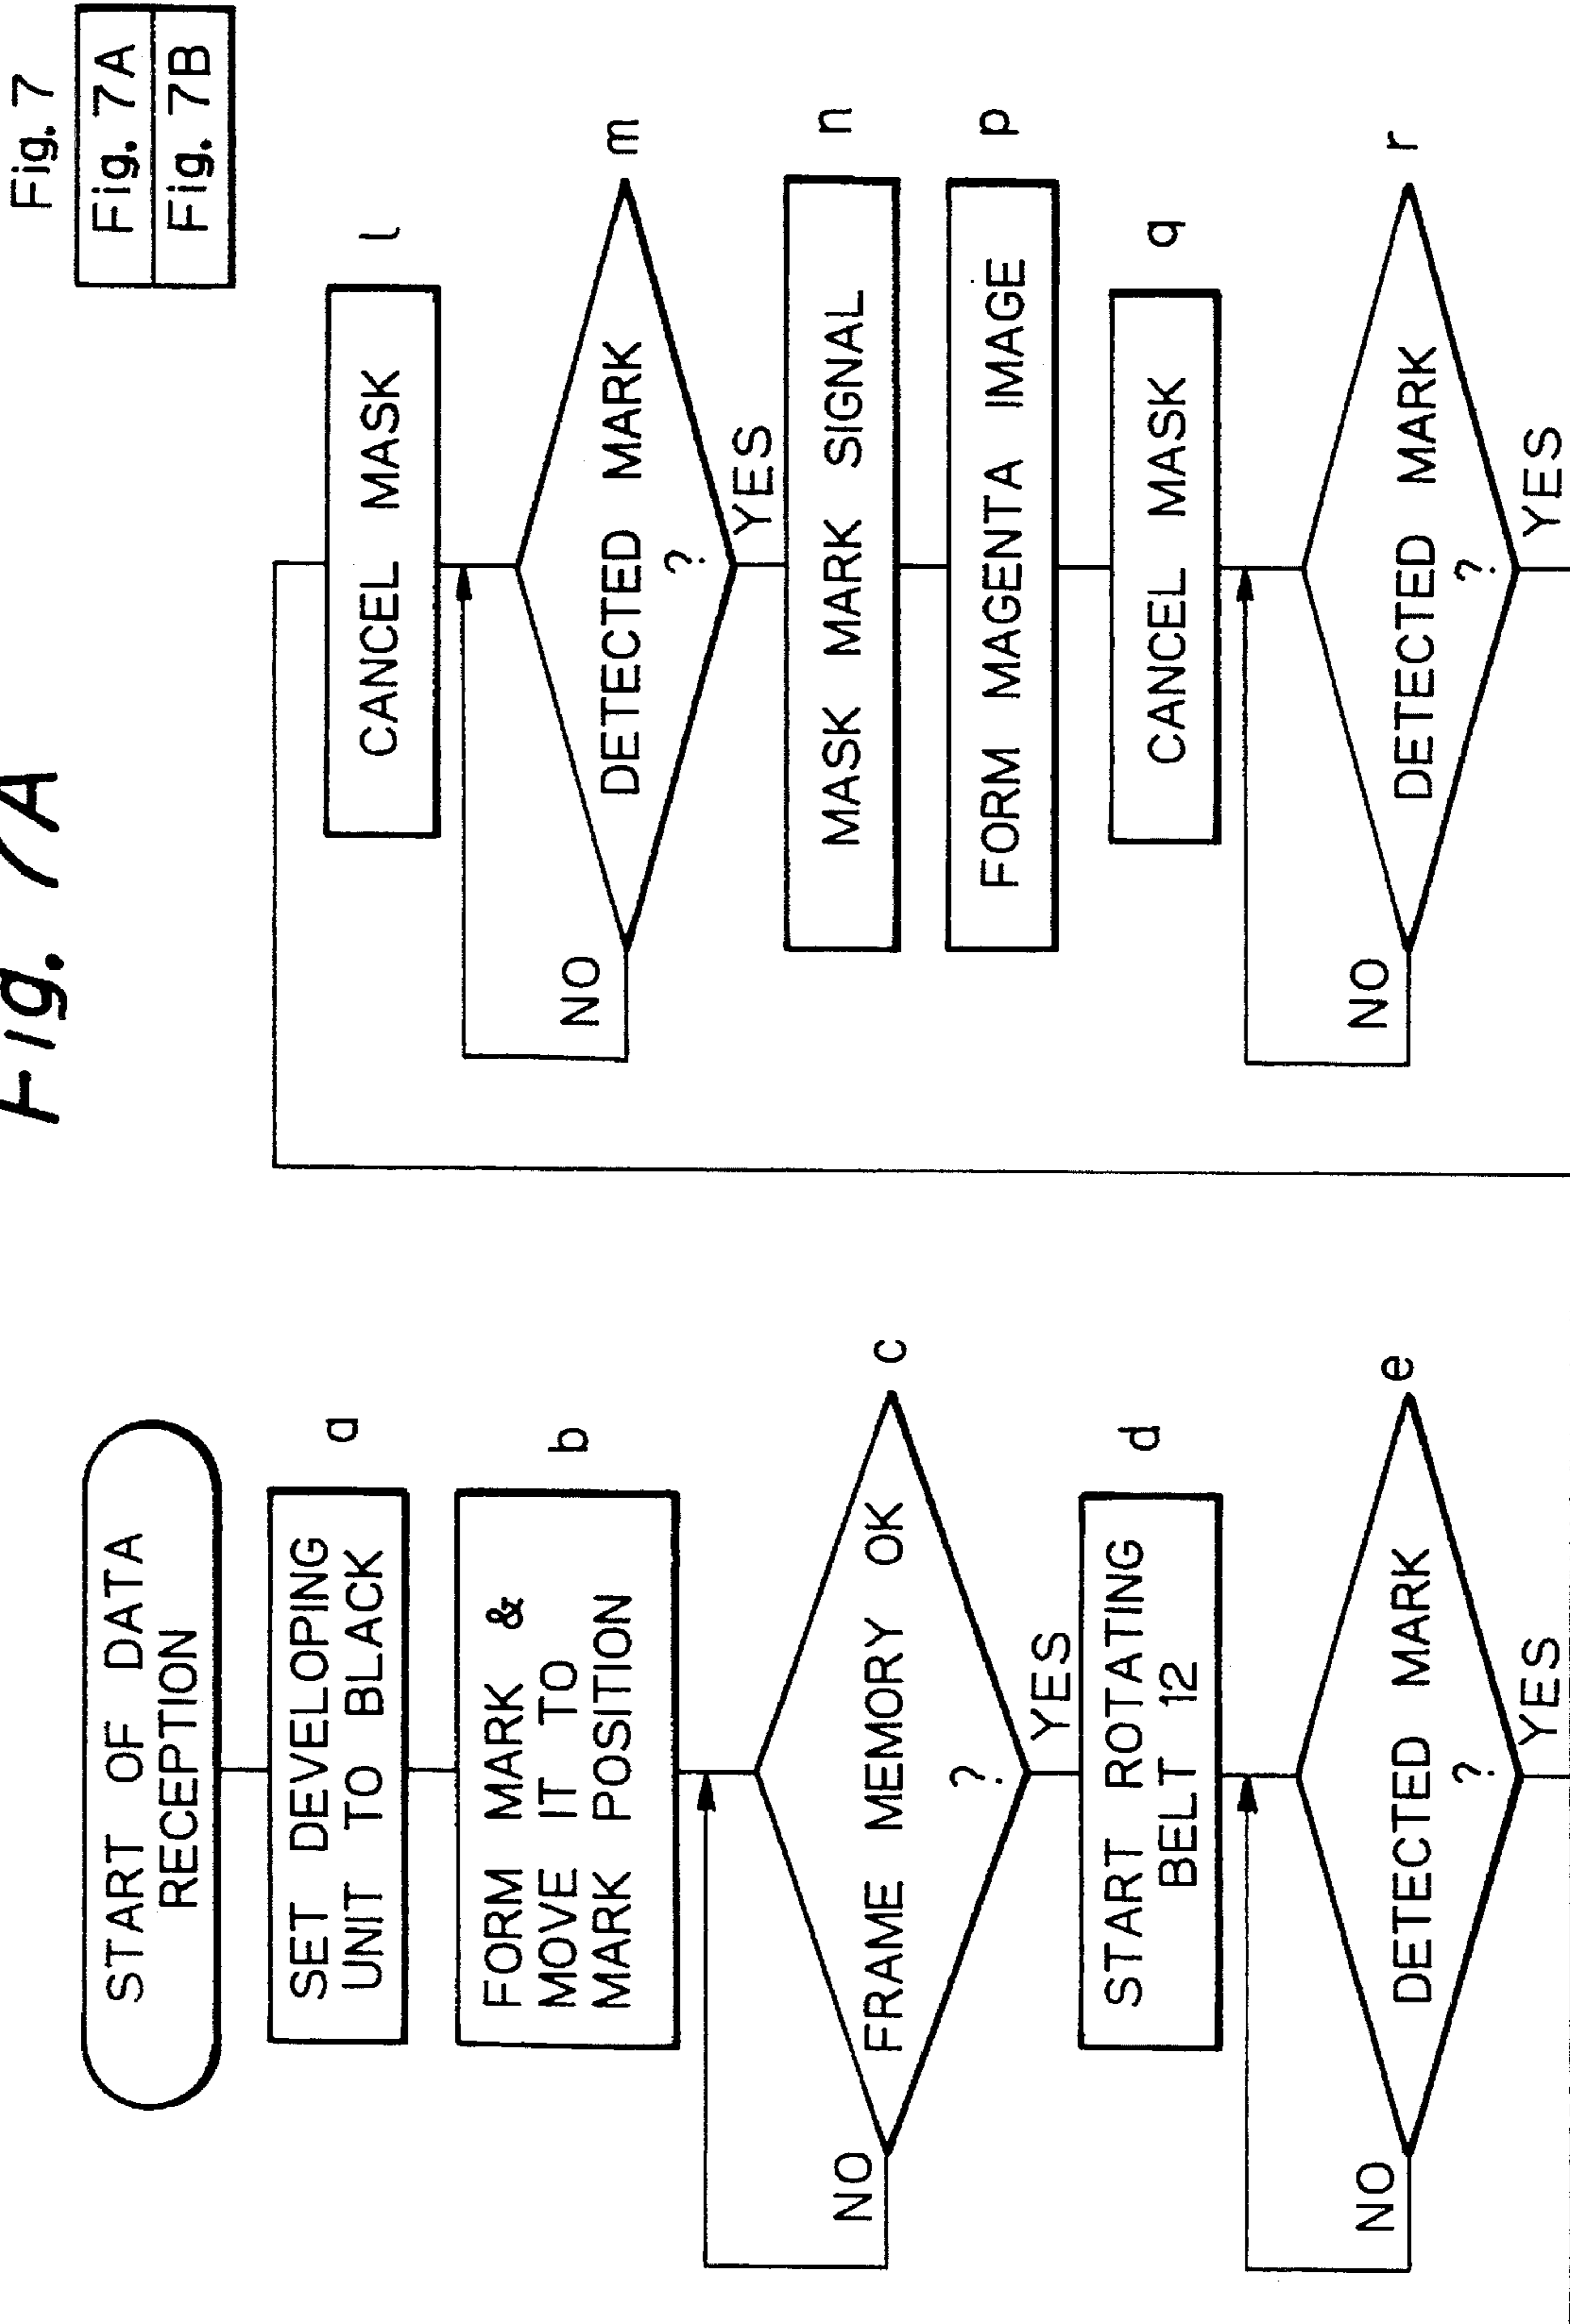 Fig. 7A
Fig. 7
Fig. 7A
Fig. 7B
START OF DATA
RECEPTION
SET DEVELOPING
UNIT TO BLACK
a
FORM MARK &
MOVE IT TO
MARK POSITION
b
FRAME MEMORY OK
?
c
NO
YES
START ROTATING
BELT 12
d
DETECTED MARK
?
e
NO
YES
CANCEL MASK
l
DETECTED MARK
?
m
NO
YES
MASK MARK SIGNAL
n
FORM MAGENTA IMAGE
p
CANCEL MASK
q
DETECTED MARK
?
r
NO
YES